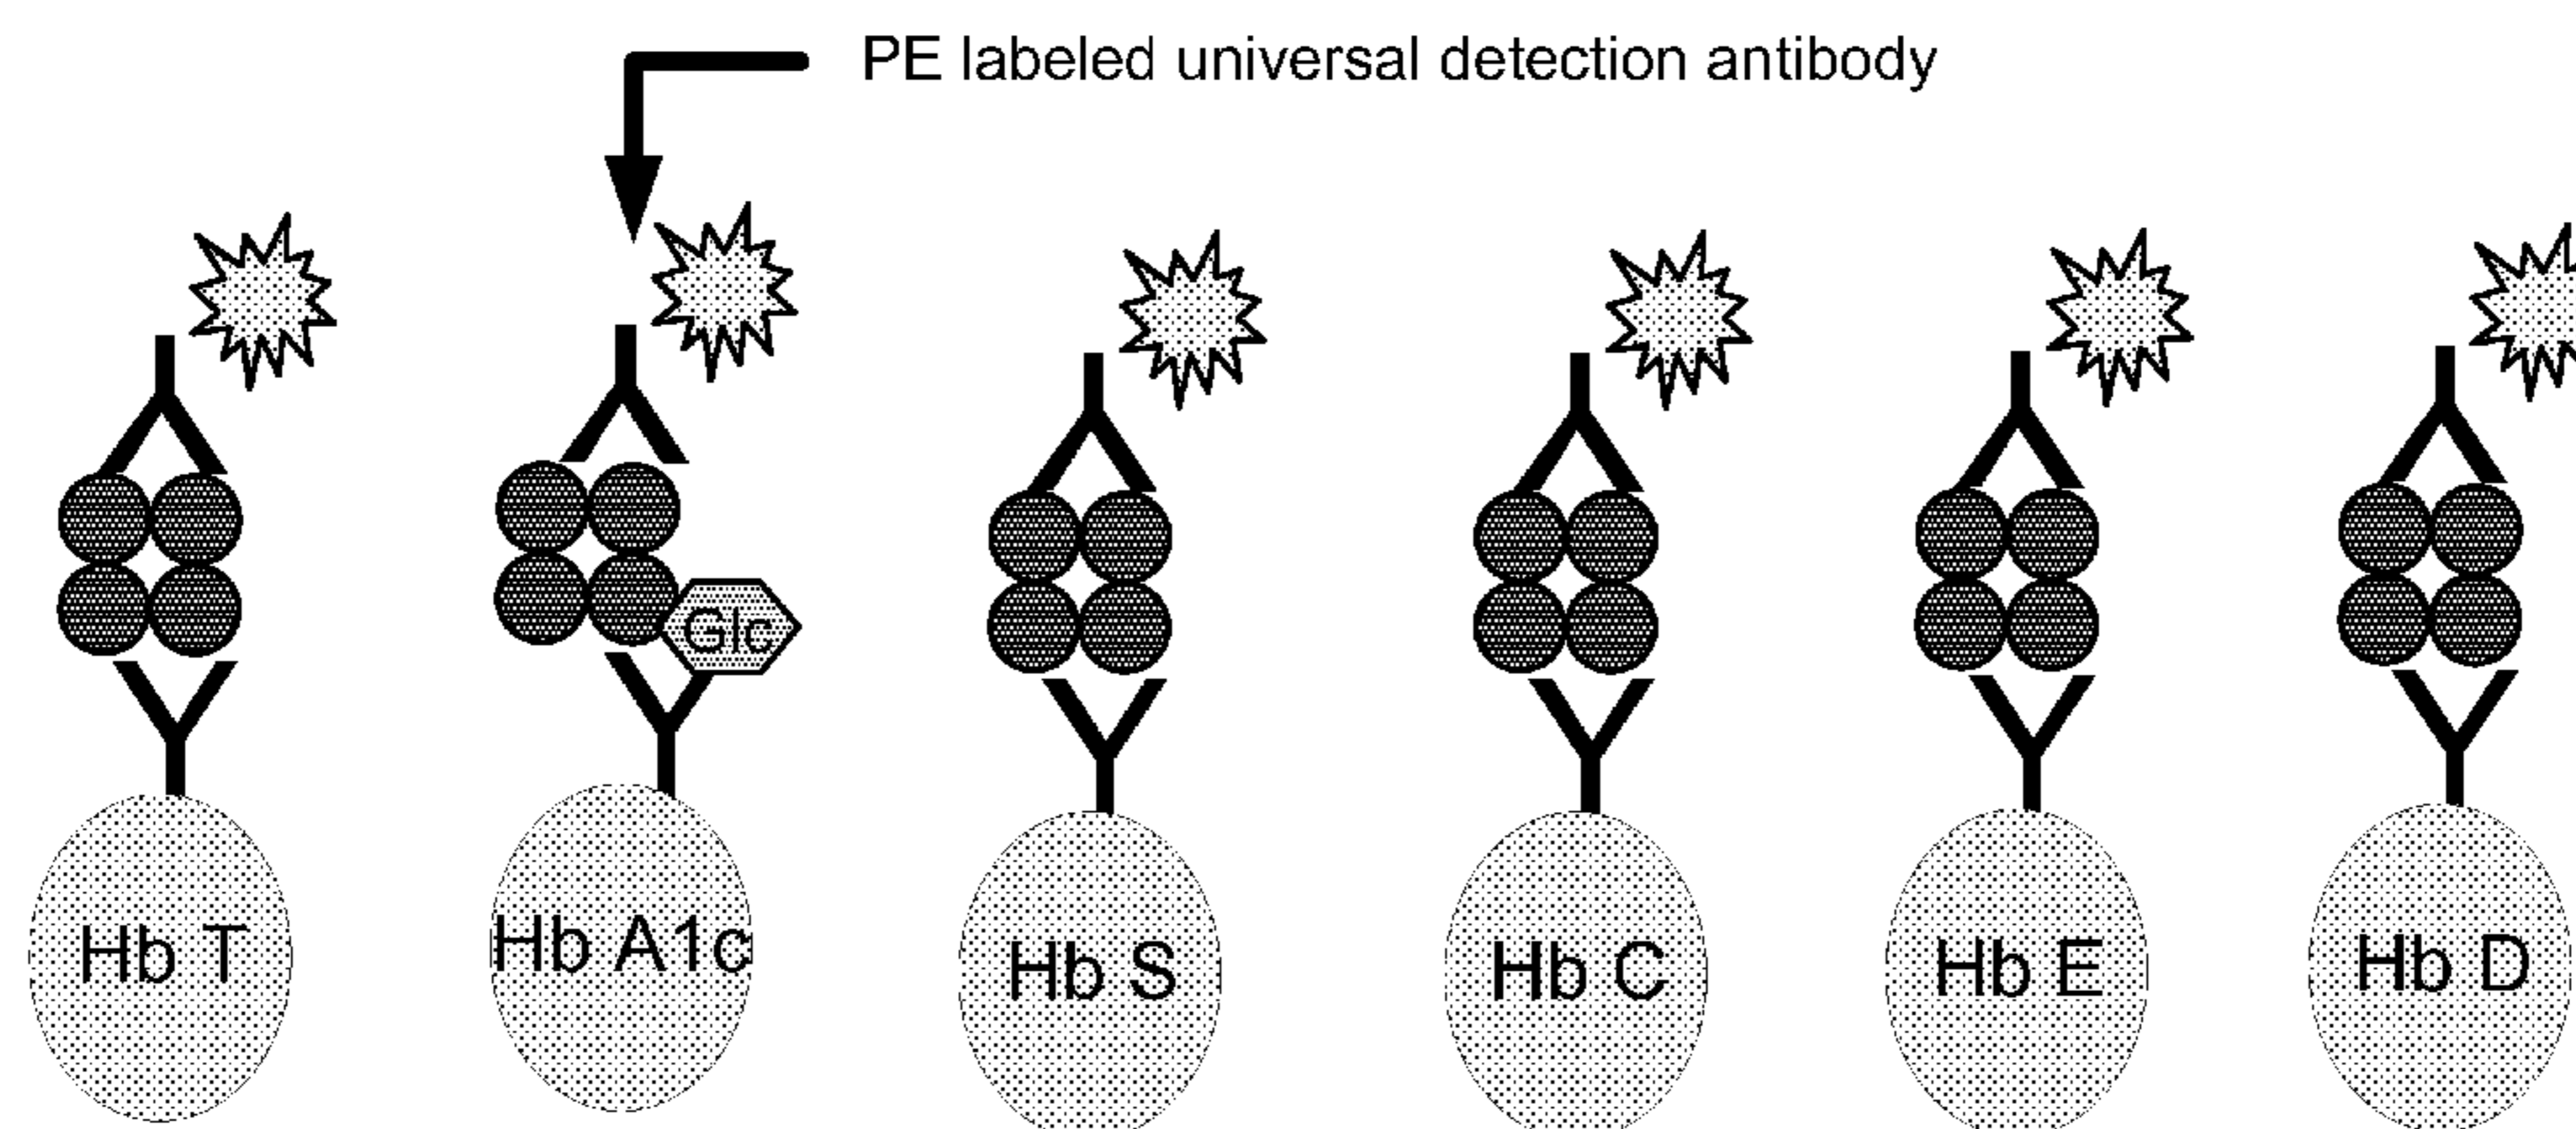 PE labeled universal detection antibody
Glc
Hb T
Hb A1c
Hb S
Hb C
Hb E
Hb D